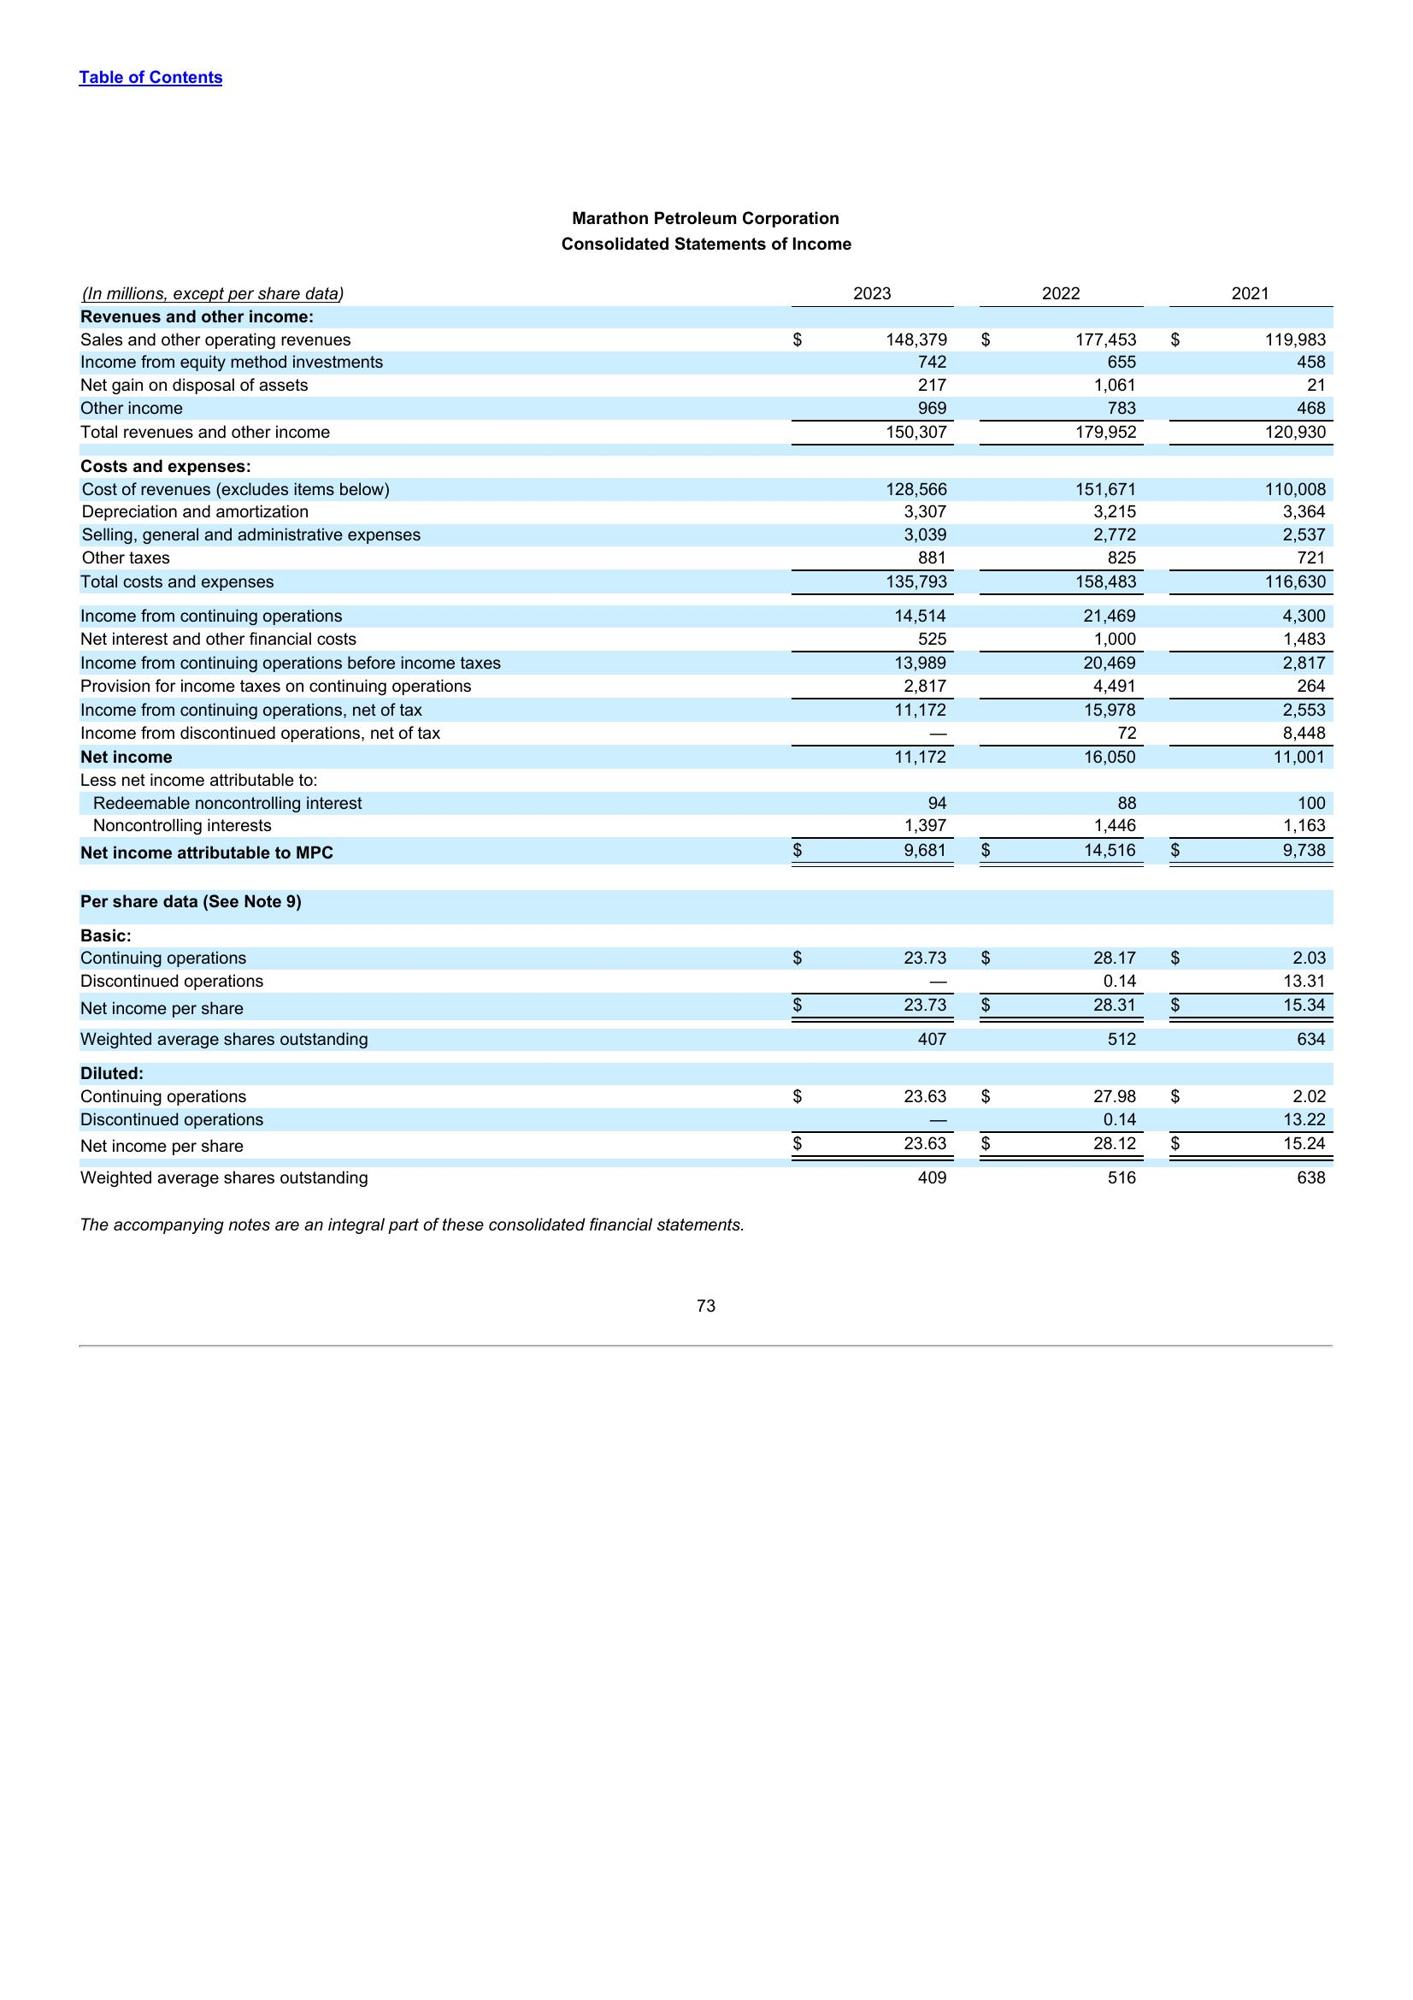 Table of Contents
Marathon Petroleum Corporation
Consolidated Statements of Income
(In millions, except per share data) 2023 2022 2021
Revenues and other income:
Sales and other operating revenues $ 148,379 $ 177,453 $ 119,983
Income from equity method investments 742 655 458
Net gain on disposal of assets 217 1,061 21
Other income 969 783 468
Total revenues and other income 150,307 179,952 120,930
Costs and expenses:
Cost of revenues (excludes items below) 128,566 151,671 110,008
Depreciation and amortization 3,307 3,215 3,364
Selling, general and administrative expenses 3,039 2,772 2,537
Other taxes 881 825 721
Total costs and expenses 135,793 158,483 116,630
Income from continuing operations 14,514 21,469 4,300
Net interest and other financial costs 525 1,000 1,483
Income from continuing operations before income taxes 13,989 20,469 2,817
Provision for income taxes on continuing operations 2,817 4,491 264
Income from continuing operations, net of tax 11,172 15,978 2,553
Income from discontinued operations, net of tax — 72 8,448
Net income 11,172 16,050 11,001
Less net income attributable to:
Redeemable noncontrolling interest 94 88 100
Noncontrolling interests 1,397 1,446 1,163
Net income attributable to MPC $ 9,681 $ 14,516 $ 9,738
Per share data (See Note 9)
Basic:
Continuing operations $ 23.73 $ 28.17 $ 2.03
Discontinued operations — 0.14 13.31
Net income per share $ 23.73 $ 28.31 $ 15.34
Weighted average shares outstanding 407 512 634
Diluted:
Continuing operations $ 23.63 $ 27.98 $ 2.02
Discontinued operations — 0.14 13.22
Net income per share $ 23.63 $ 28.12 $ 15.24
Weighted average shares outstanding 409 516 638
The accompanying notes are an integral part of these consolidated financial statements.
73